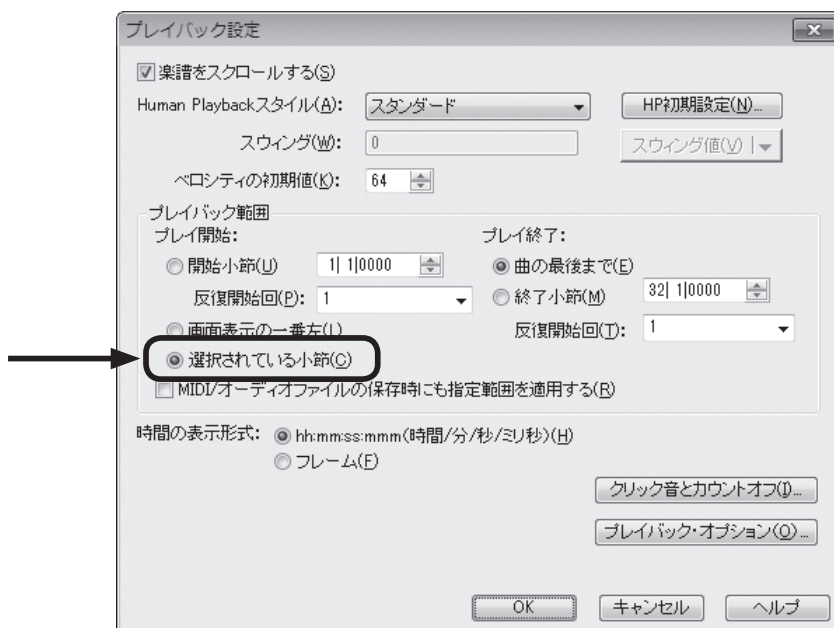 プレイバック設定
楽譜をスクロールする(S)
Human Playbackスタイル(A): スタンダード HP初期設定(N)...
スウィング(W): 0 スウィング値(V)
ベロシティの初期値(K): 64
プレイバック範囲
プレイ開始: プレイ終了:
開始小節(U) 1| 1|0000 曲の最後まで(E)
反復開始回(P): 1 終了小節(M) 32| 1|0000
画面表示の一番左(L) 反復開始回(T): 1
選択されている小節(C)
MIDI/オーディオファイルの保存時にも指定範囲を適用する(R)
時間の表示形式: hh:mm:ss:mmm(時間/分/秒/ミリ秒)(H)
フレーム(F)
クリック音とカウントオフ(I)...
プレイバック・オプション(O)...
OK キャンセル ヘルプ